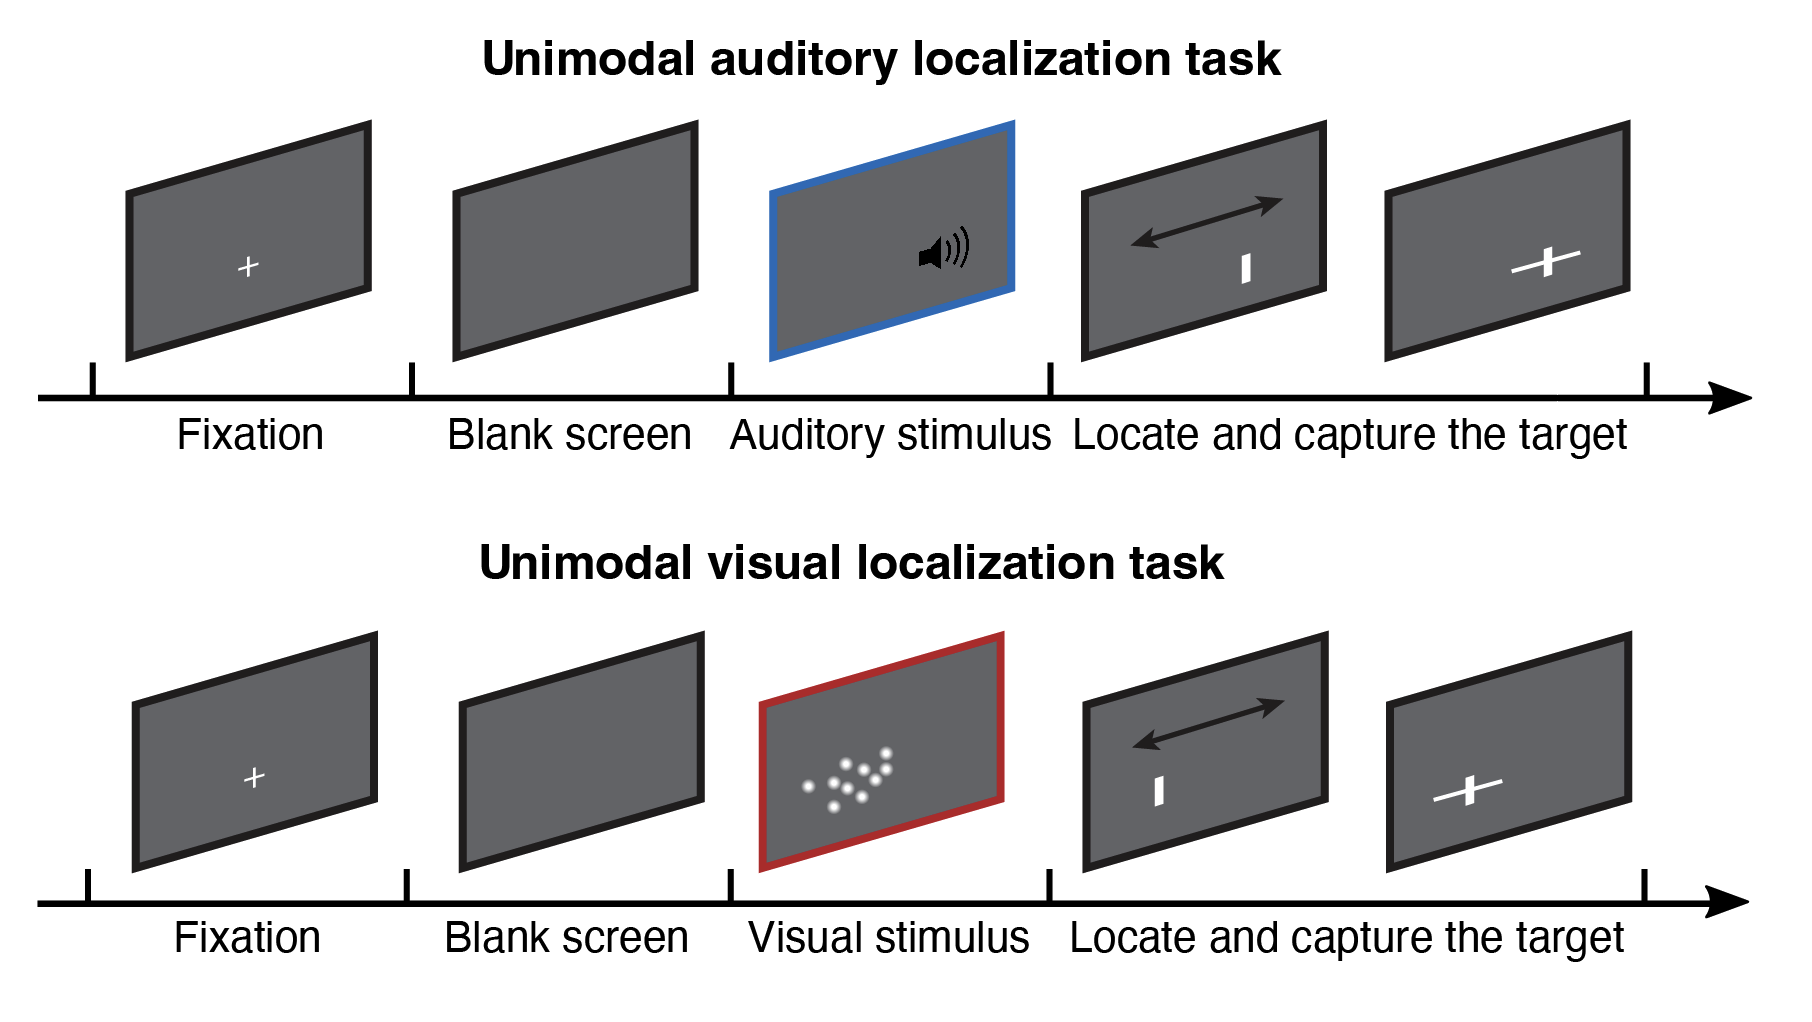 Unimodal auditory localization task
Fixation
Blank screen
Auditory stimulus
Locate and capture the target
Unimodal visual localization task
Fixation
Blank screen
Visual stimulus
Locate and capture the target